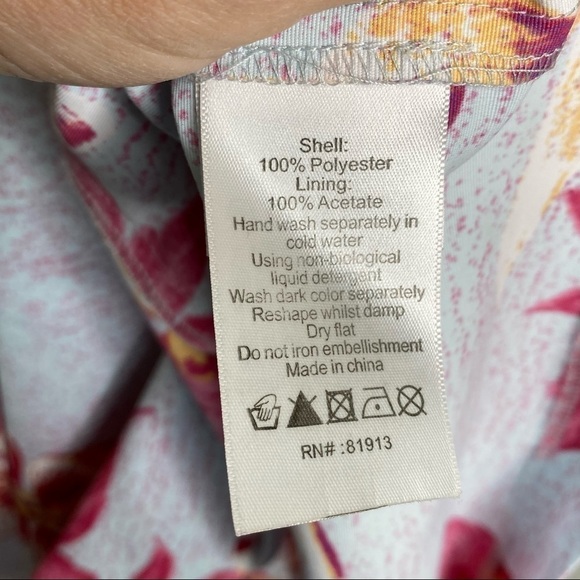 Shell:
100% Polyester
Lining:
100% Acetate
Hand wash separately in
cold water
Using non-biological
liquid detergent
Wash dark color separately
Reshape whilst damp
Dry flat
Do not iron embellishment
Made in china
RN# :81913